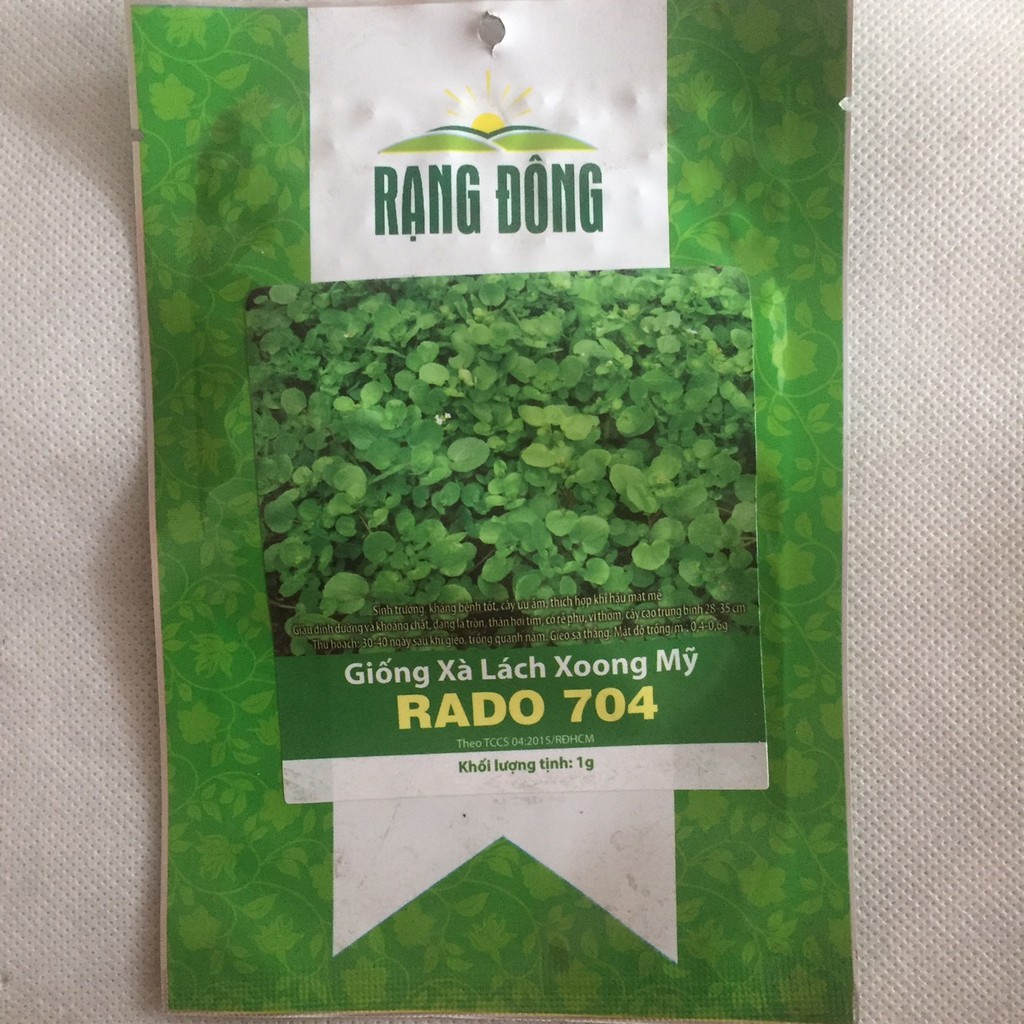 RẠNG ĐÔNG
Sinh trưởng, kháng bệnh tốt, cây ưu ẩm, thích hợp khí hậu mát mẻ
Giàu dinh dưỡng và khoáng chất, dạng lá tròn, thân hơi tím, có rễ phụ, vị thơm, cây cao trung bình 28-35 cm
Thu hoạch: 30-40 ngày sau khi gieo, trồng quanh năm. Gieo sạ thẳng. Mật độ trồng/m²: 0,4-0,6g
Giống Xà Lách Xoong Mỹ
RADO 704
Theo TCCS 04:2015/RĐHCM
Khối lượng tịnh: 1g